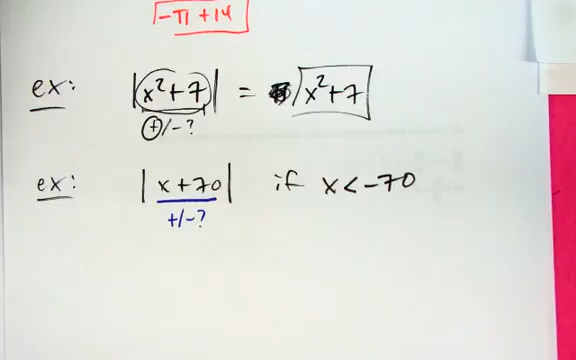 -π + 14
ex: |x²+7| = x²+7
+/-?
ex: |x+70| if x<-70
+/-?